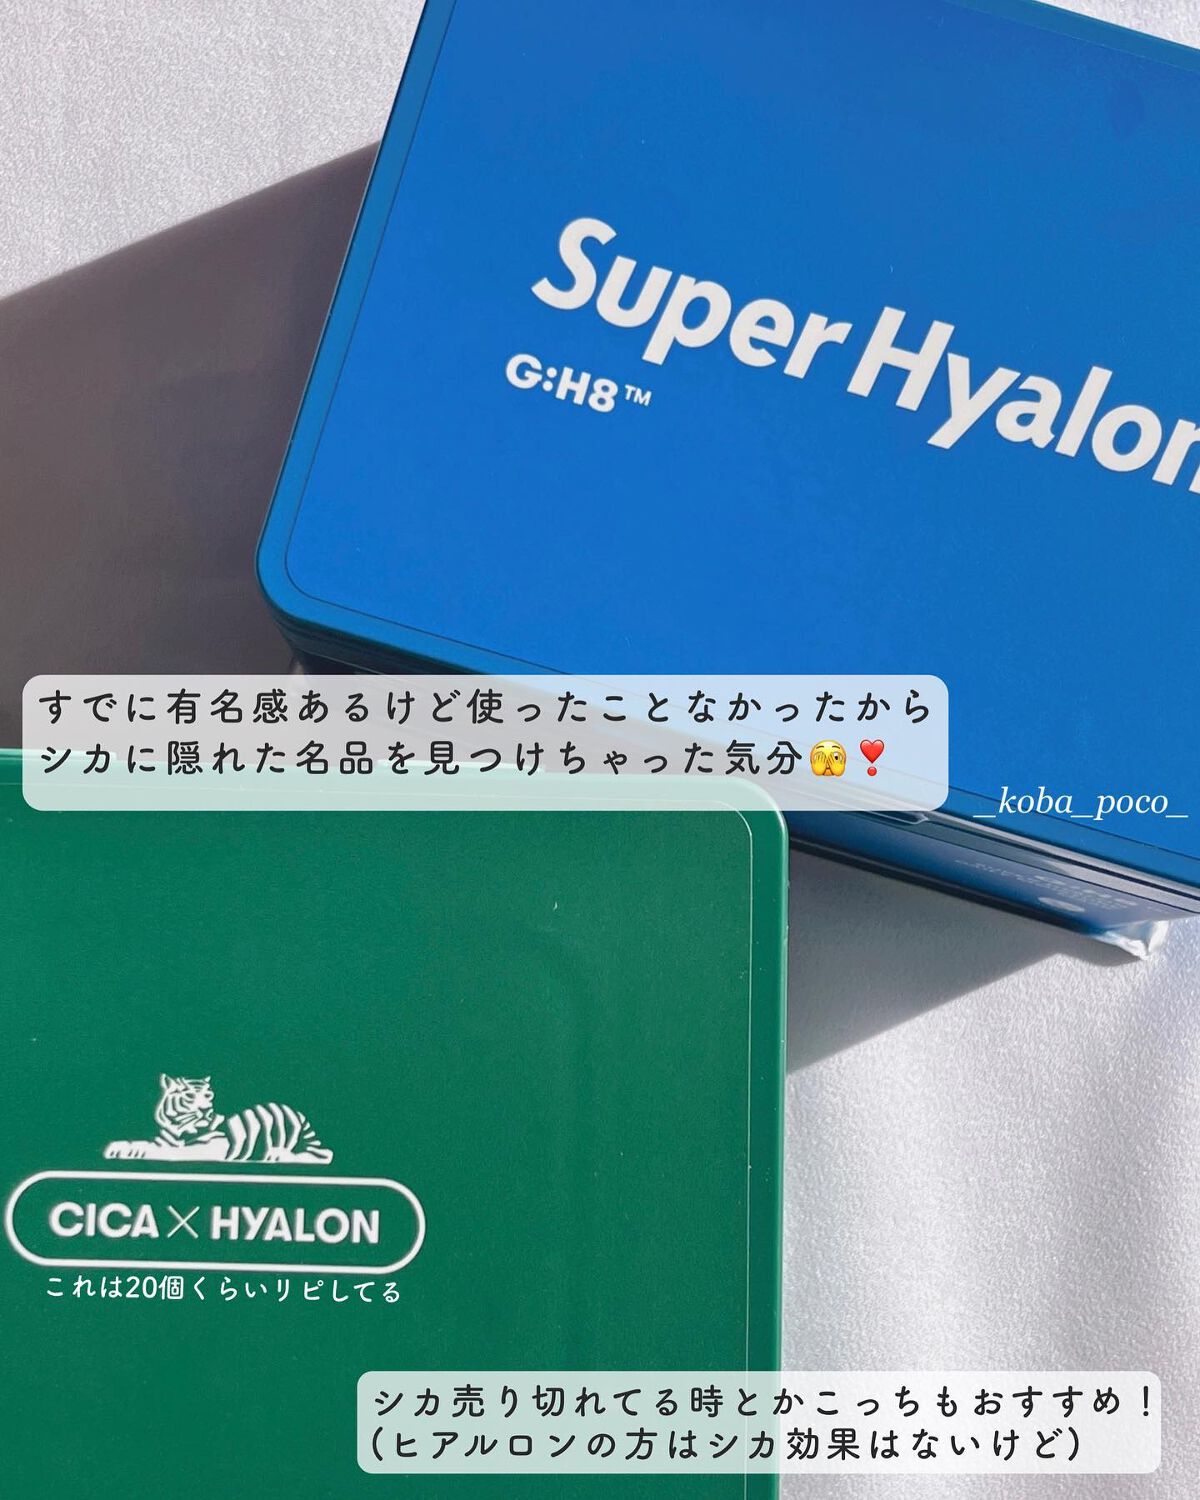 Super Hyalon
G:H8™
すでに有名感あるけど使ったことなかったから
シカに隠れた名品を見つけちゃった気分🫣❣️
_koba_poco_
CICA×HYALON
これは20個くらいリピしてる
シカ売り切れてる時とかこっちもおすすめ！
(ヒアルロンの方はシカ効果はないけど)